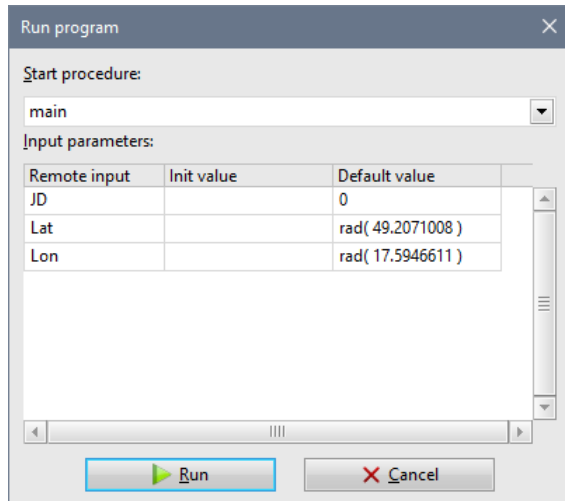 Run program
Start procedure:
main
Input parameters:
Remote input Init value Default value
JD 0
Lat rad( 49.2071008 )
Lon rad( 17.5946611 )
Run Cancel